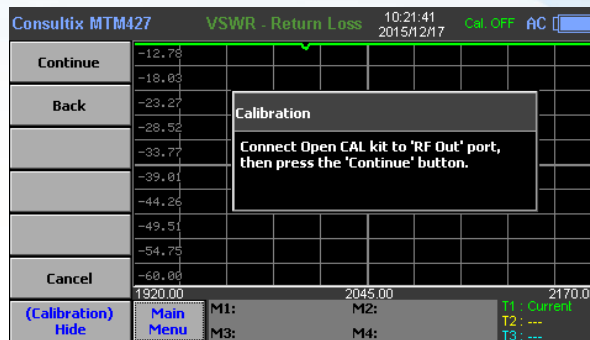 Consultix MTM427 VSWR - Return Loss 10:21:41 2015/12/17 Cal. OFF AC
Continue
Back
Cancel
(Calibration)
Hide
Main
Menu
-12.78
-18.03
-23.27
-28.52
-33.77
-39.01
-44.26
-49.51
-54.75
-60.00
Calibration
Connect Open CAL kit to 'RF Out' port,
then press the 'Continue' button.
1920.00 2045.00 2170.0
M1: M2:
M3: M4:
T1 : Current
T2 : ---
T3 : ---